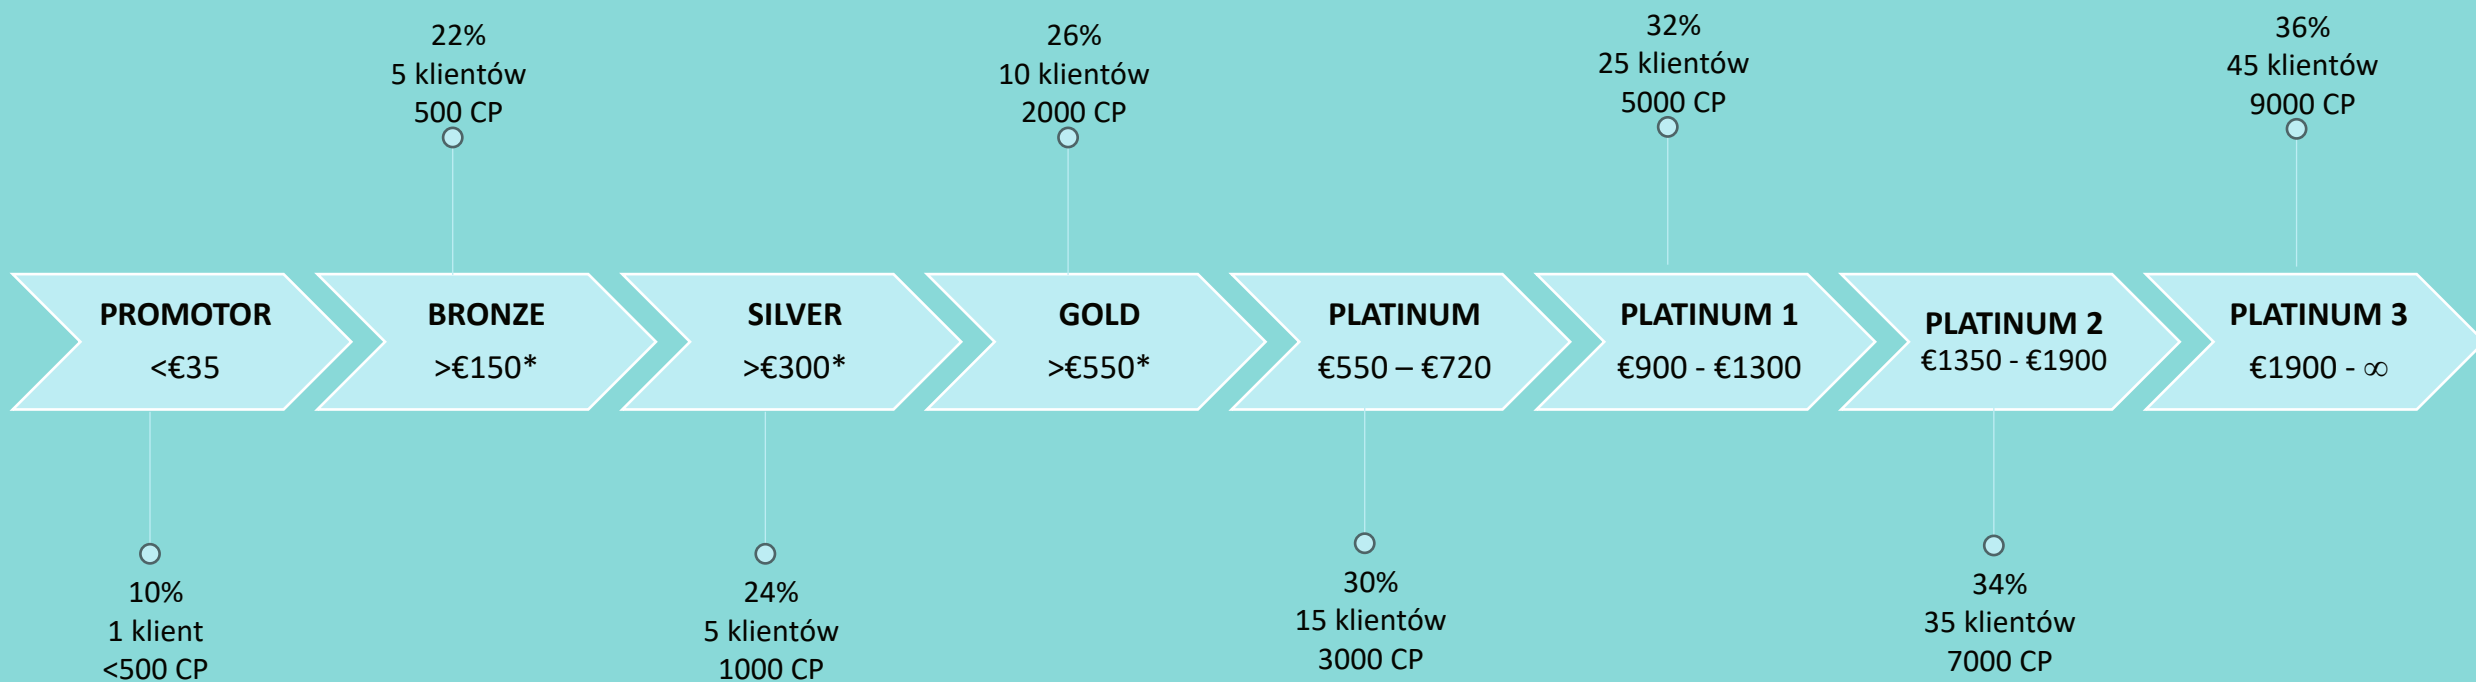 22%
5 klientów
500 CP
26%
10 klientów
2000 CP
32%
25 klientów
5000 CP
36%
45 klientów
9000 CP
PROMOTOR
<€35
BRONZE
>€150*
SILVER
>€300*
GOLD
>€550*
PLATINUM
€550 – €720
PLATINUM 1
€900 - €1300
PLATINUM 2
€1350 - €1900
PLATINUM 3
€1900 - ∞
10%
1 klient
<500 CP
24%
5 klientów
1000 CP
30%
15 klientów
3000 CP
34%
35 klientów
7000 CP